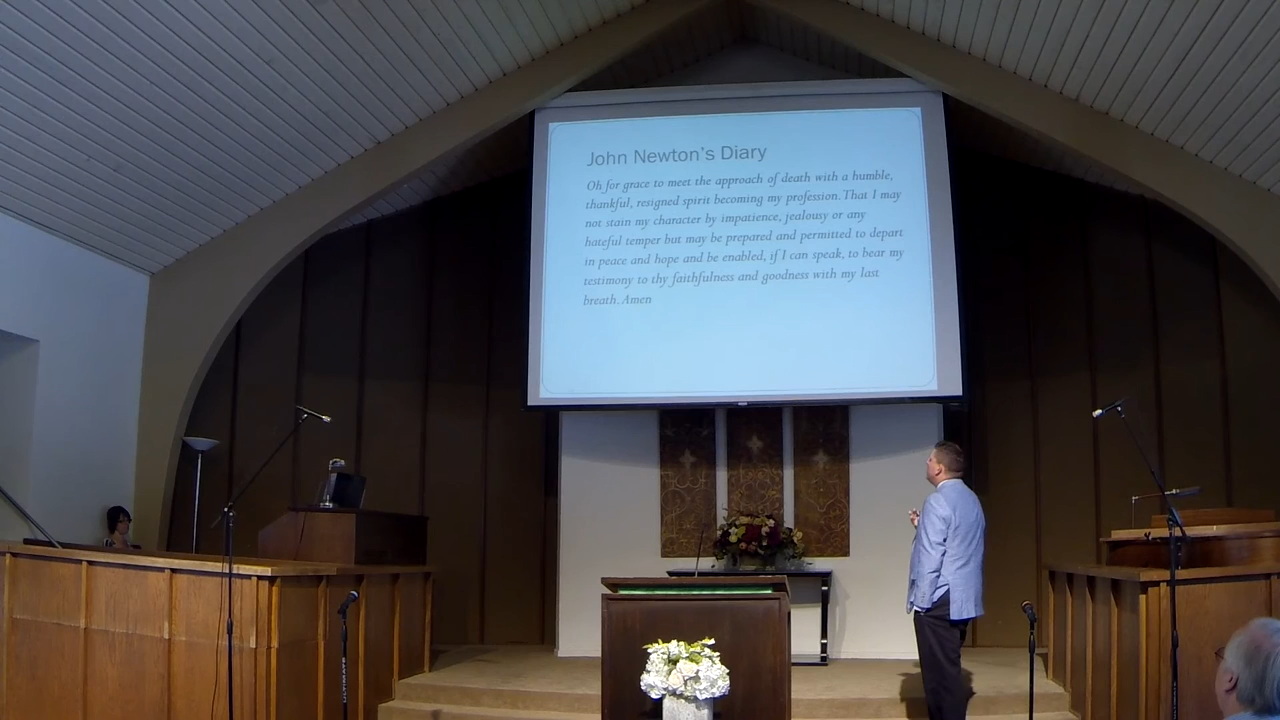 John Newton's Diary
Oh for grace to meet the approach of death with a humble,
thankful, resigned spirit becoming my profession. That I may
not stain my character by impatience, jealousy or any
hateful temper but may be prepared and permitted to depart
in peace and hope and be enabled, if I can speak, to bear my
testimony to thy faithfulness and goodness with my last
breath. Amen
ULTIMATE